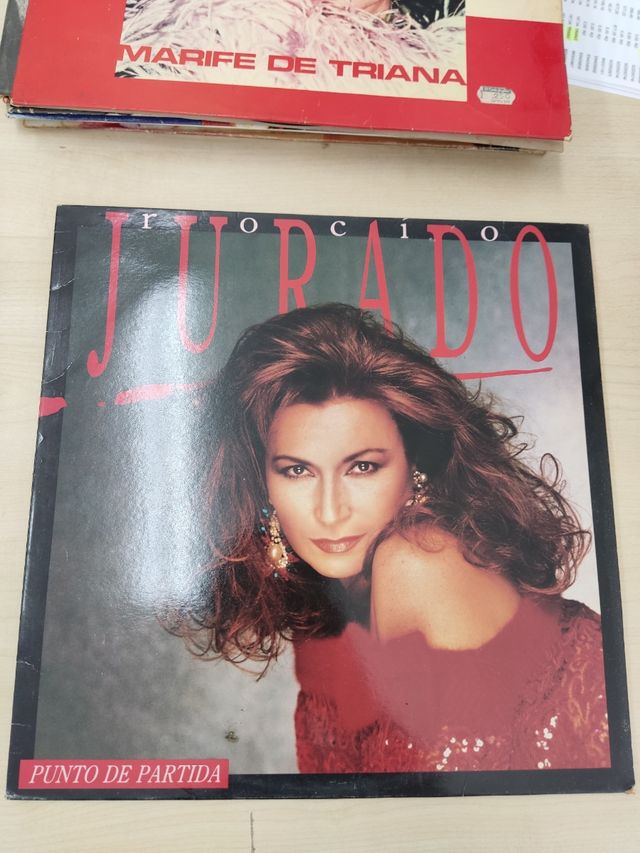 MARIFE DE TRIANA
rocío
JURADO
PUNTO DE PARTIDA